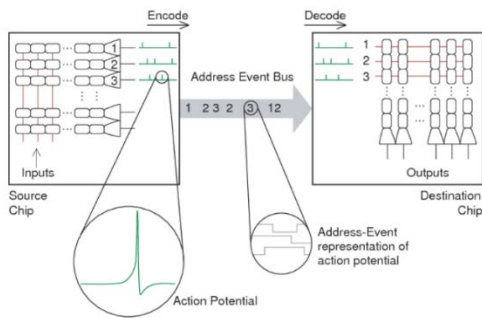 Encode
Decode
1
2
3
1
2
3
Address Event Bus
1 2 3 2 3 12
Inputs
Outputs
Source
Chip
Destination
Chip
Action Potential
Address-Event
representation of
action potential